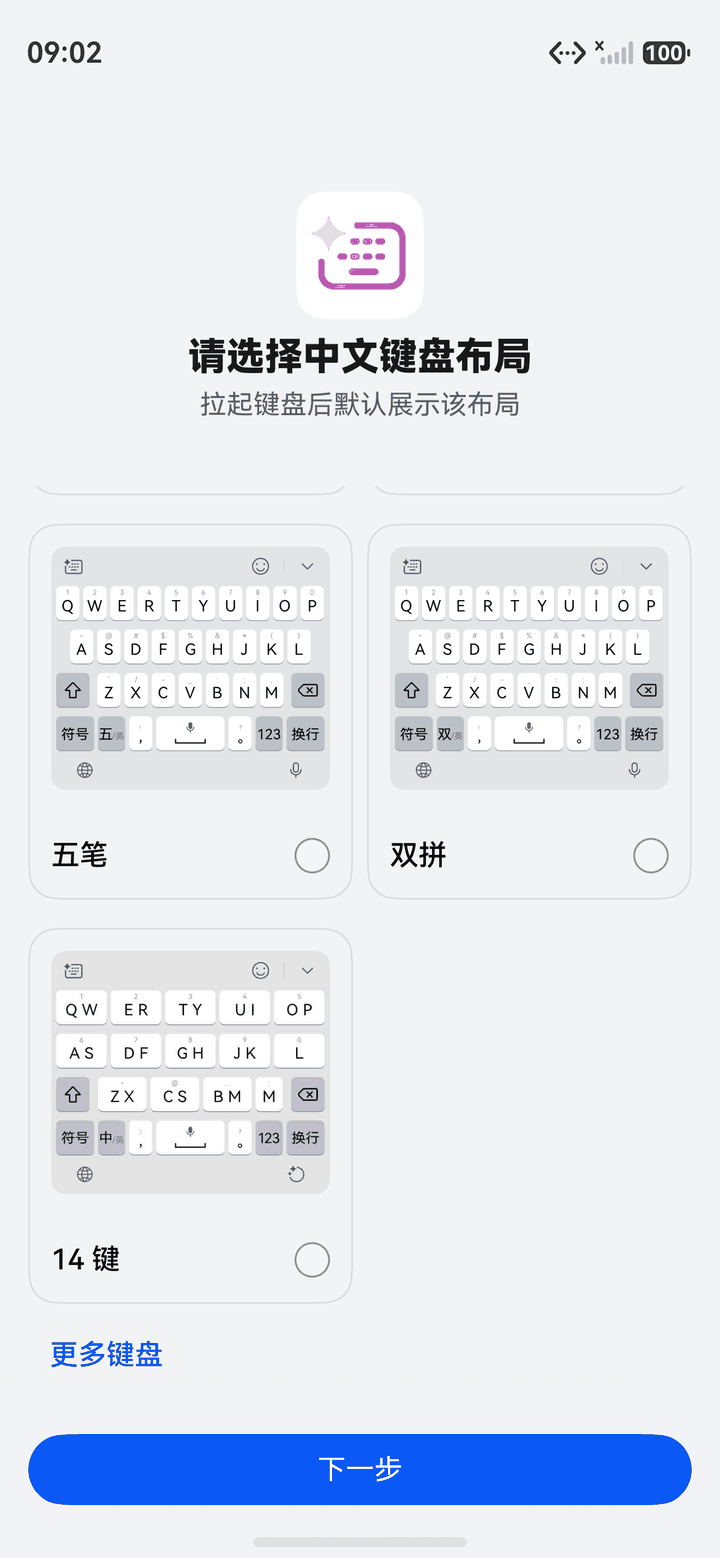 09:02 100
请选择中文键盘布局
拉起键盘后默认展示该布局
Q W E R T Y U I O P
A S D F G H J K L
Z X C V B N M
符号 五/英 , 。 123 换行
五笔
Q W E R T Y U I O P
A S D F G H J K L
Z X C V B N M
符号 双/英 , 。 123 换行
双拼
QW ER TY UI OP
AS DF GH JK L
ZX CS BM M
符号 中/英 , 。 123 换行
14 键
更多键盘
下一步